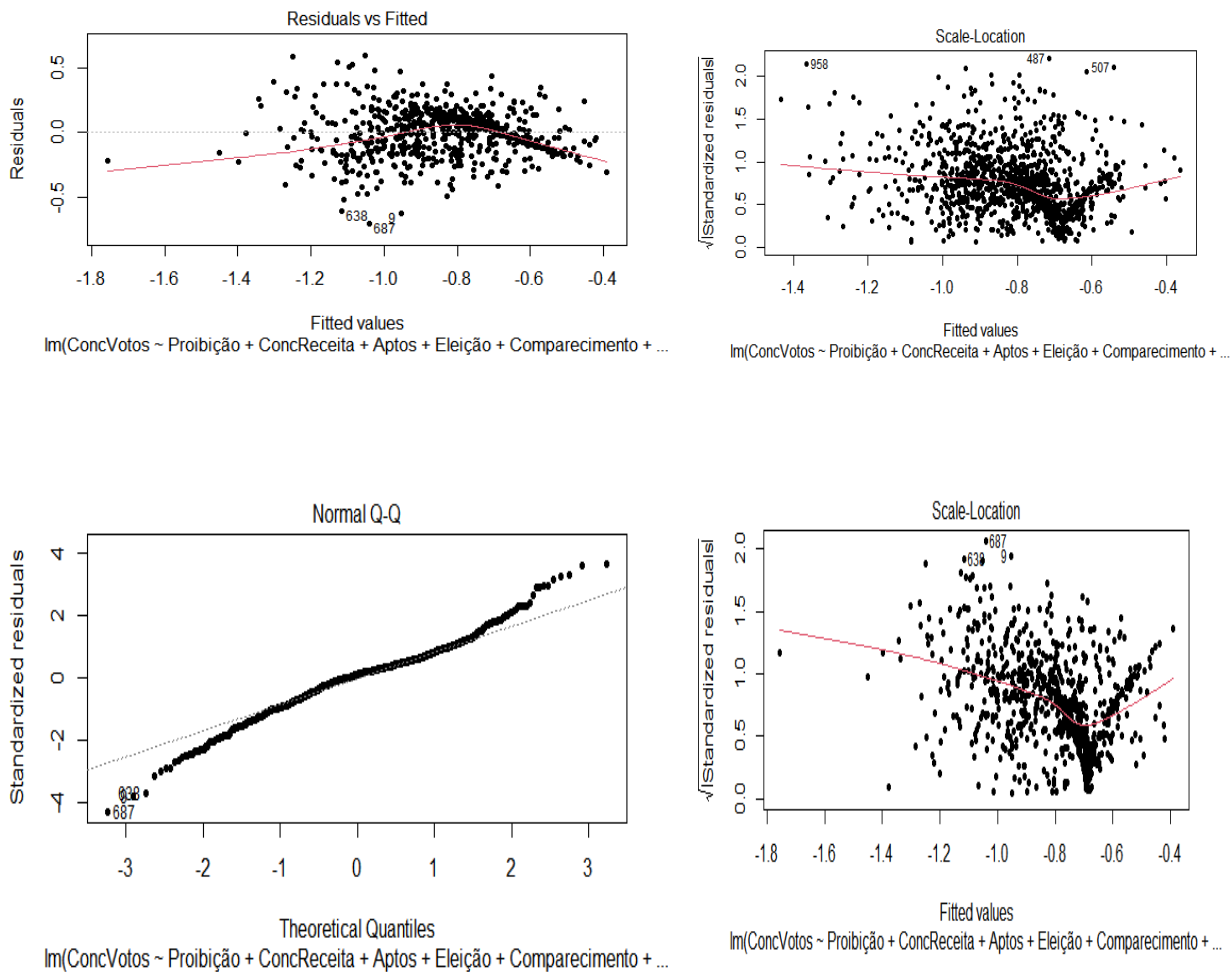 Residuals vs Fitted
Residuals
0.5
0.0
-0.5
638
9
687
-1.8 -1.6 -1.4 -1.2 -1.0 -0.8 -0.6 -0.4
Fitted values
lm(ConcVotos ~ Proibição + ConcReceita + Aptos + Eleição + Comparecimento + ...
Scale-Location
√|Standardized residuals|
2.0
1.5
1.0
0.5
0.0
958
487
507
-1.4 -1.2 -1.0 -0.8 -0.6 -0.4
Fitted values
lm(ConcVotos ~ Proibição + ConcReceita + Aptos + Eleição + Comparecimento + ...
Normal Q-Q
Standardized residuals
4
2
0
-2
-4
638
687
-3 -2 -1 0 1 2 3
Theoretical Quantiles
lm(ConcVotos ~ Proibição + ConcReceita + Aptos + Eleição + Comparecimento + ...
Scale-Location
√|Standardized residuals|
2.0
1.5
1.0
0.5
0.0
687
638
9
-1.8 -1.6 -1.4 -1.2 -1.0 -0.8 -0.6 -0.4
Fitted values
lm(ConcVotos ~ Proibição + ConcReceita + Aptos + Eleição + Comparecimento + ...